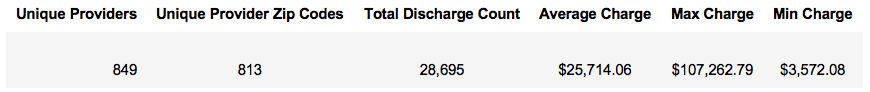 Unique Providers Unique Provider Zip Codes Total Discharge Count Average Charge Max Charge Min Charge
849 813 28,695 $25,714.06 $107,262.79 $3,572.08